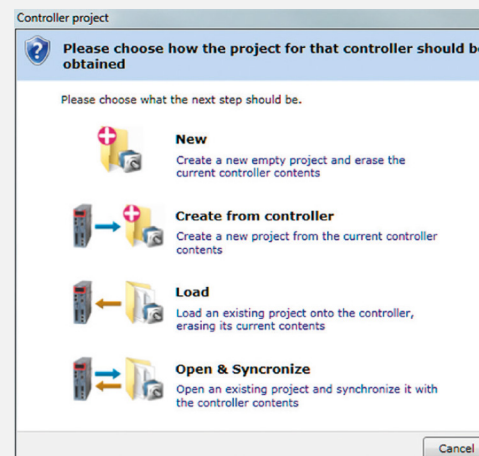 Controller project
Please choose how the project for that controller should be
obtained
Please choose what the next step should be.
New
Create a new empty project and erase the
current controller contents
Create from controller
Create a new project from the current controller
contents
Load
Load an existing project onto the controller,
erasing its current contents
Open & Syncronize
Open an existing project and synchronize it with
the controller contents
Cancel